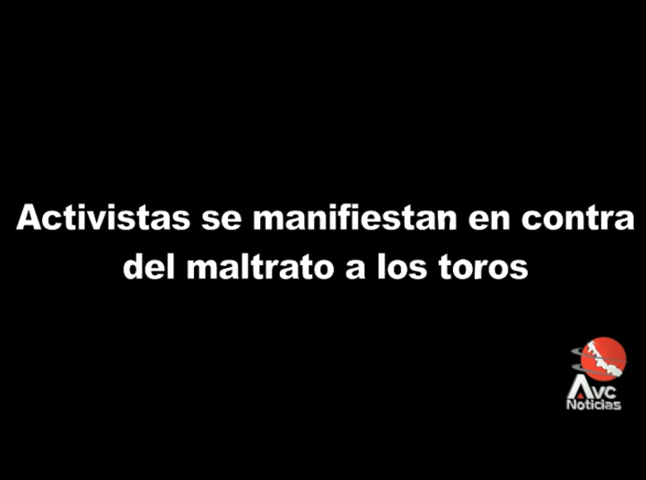 Activistas se manifiestan en contra
del maltrato a los toros
Avc
Noticias